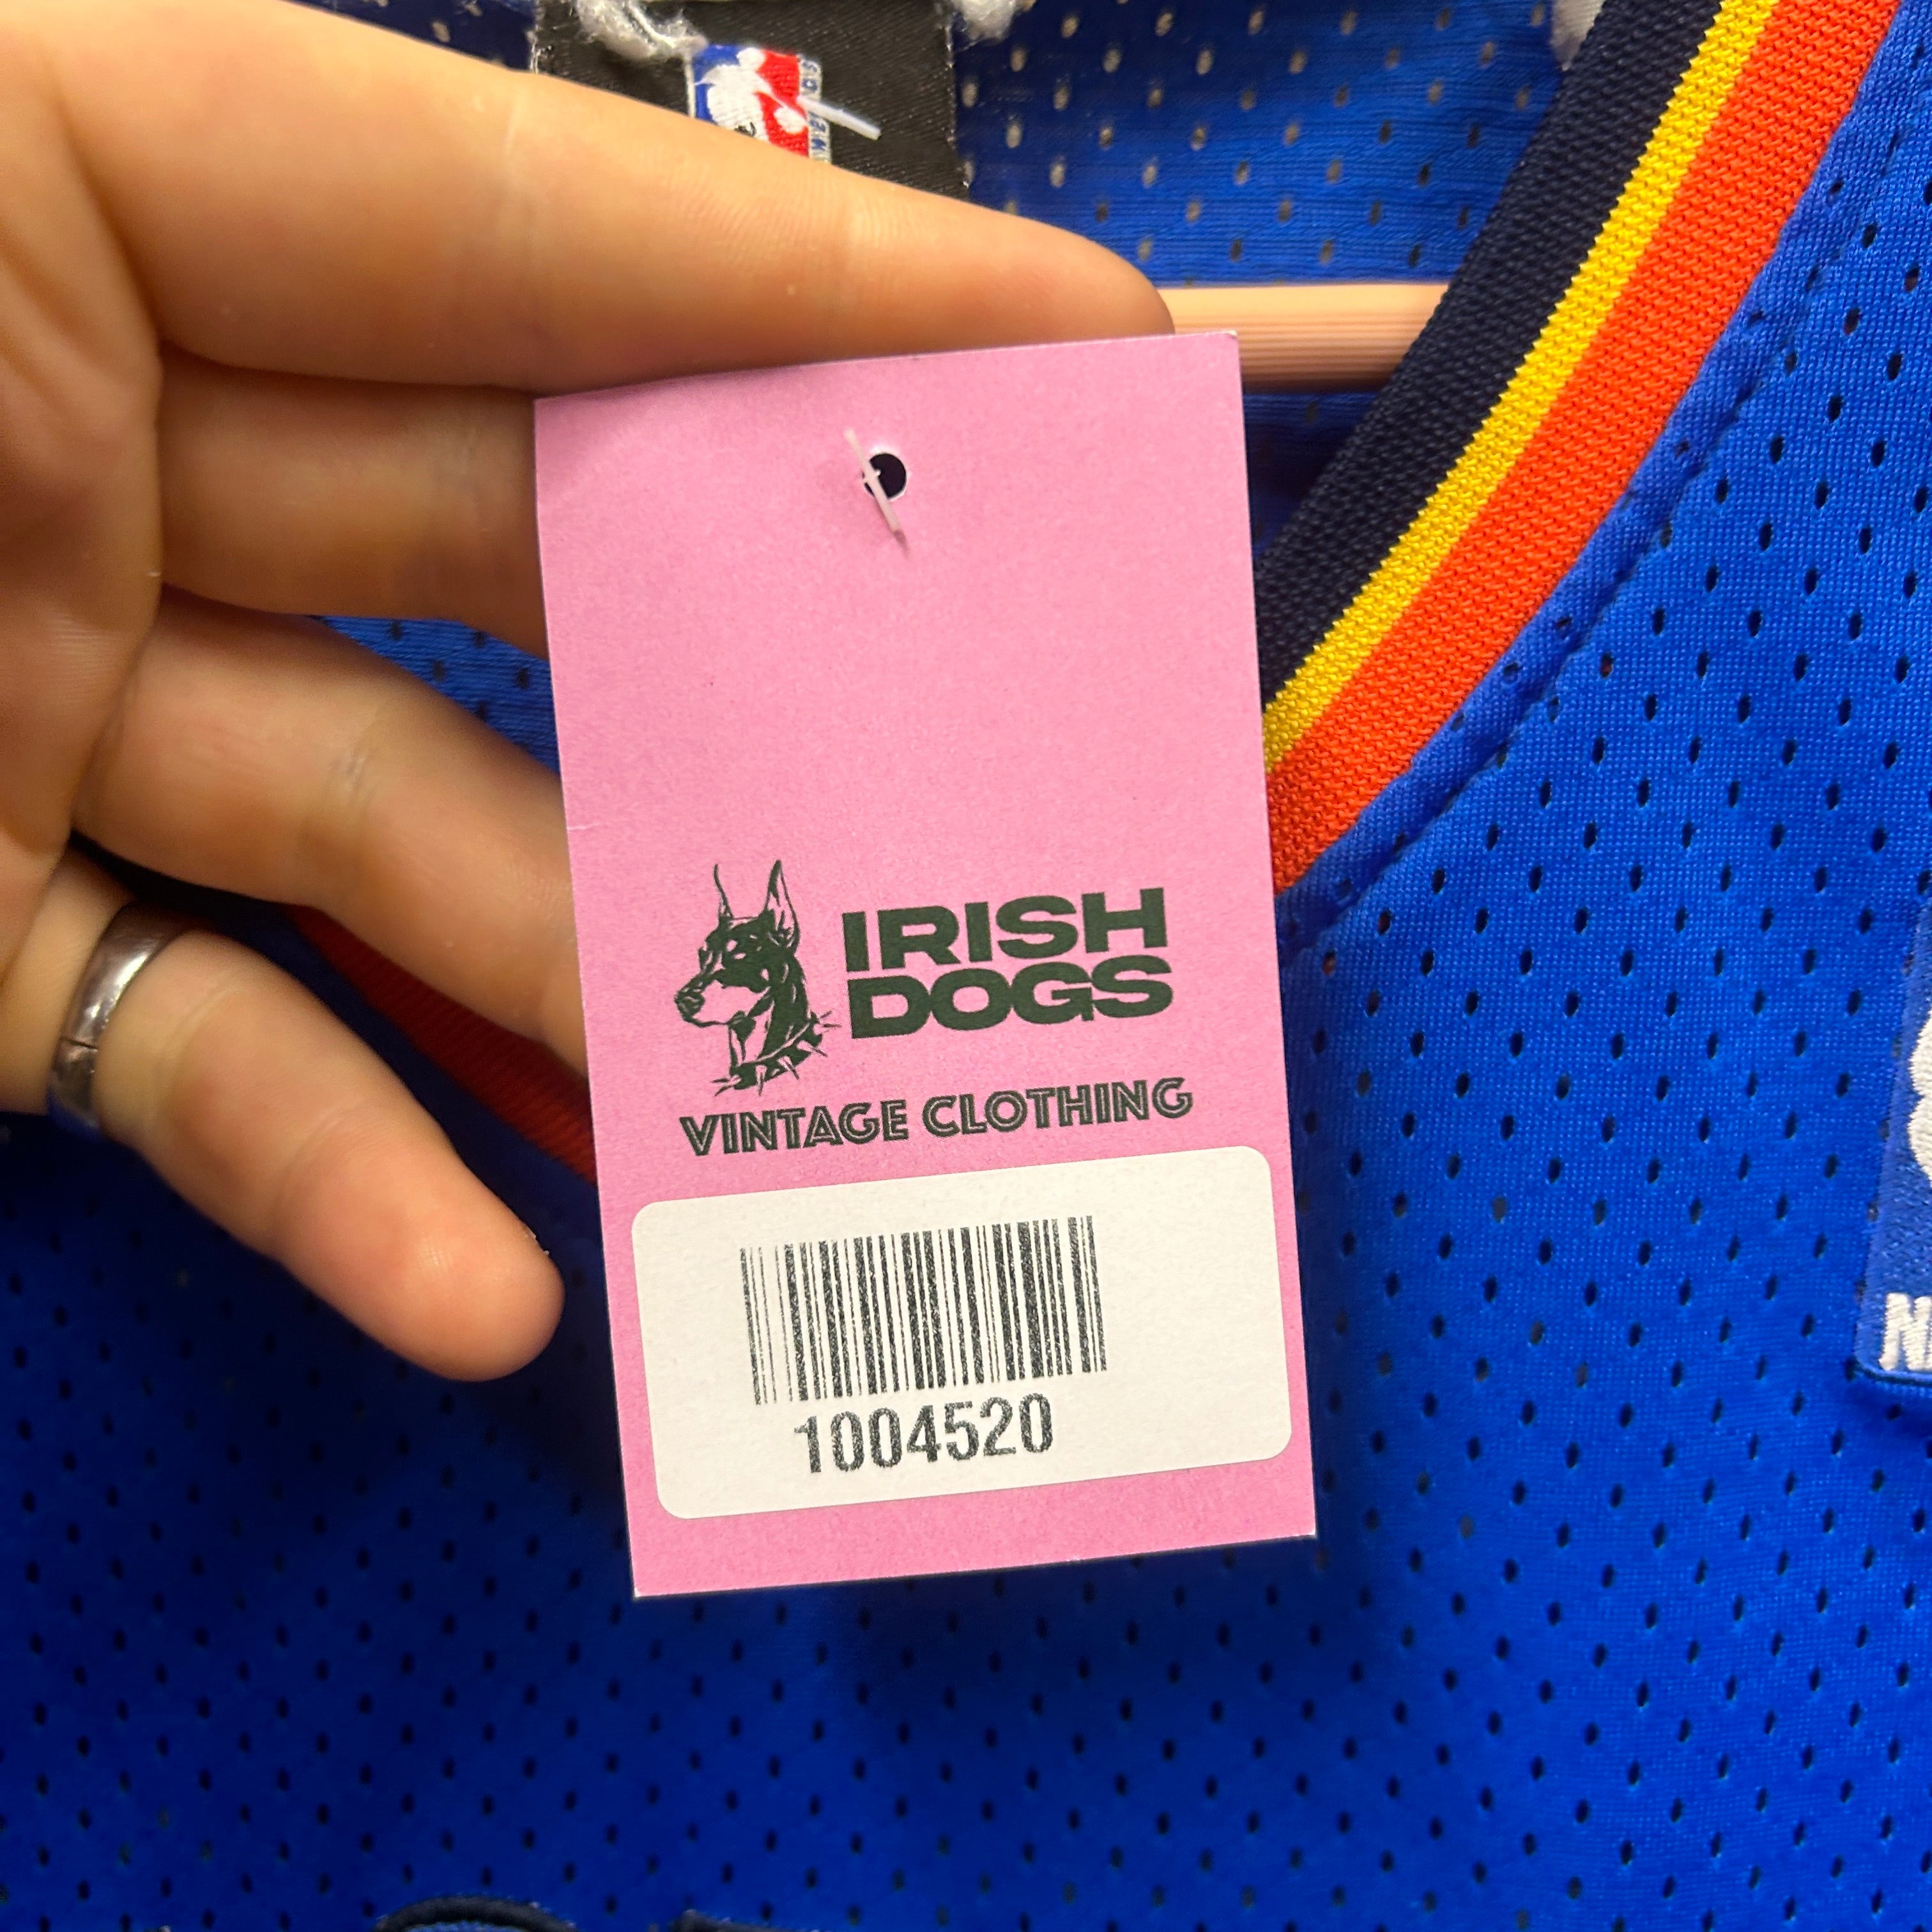 IRISH
DOGS
VINTAGE CLOTHING
1004520